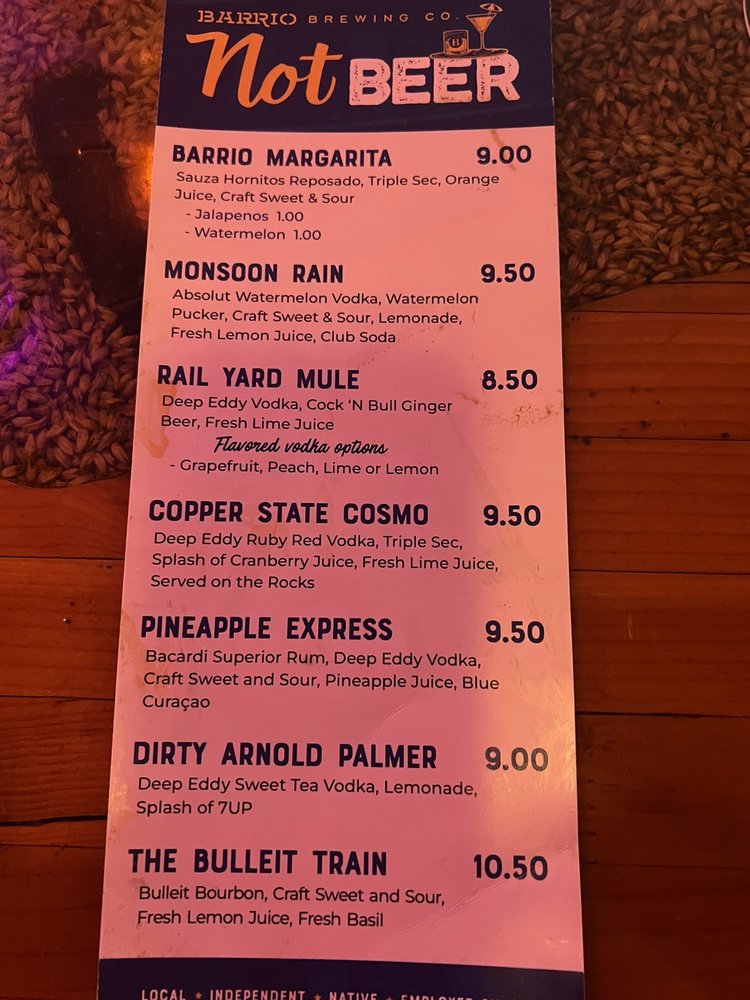 BARRIO BREWING CO.
B
Not BEER
BARRIO MARGARITA 9.00
Sauza Hornitos Reposado, Triple Sec, Orange
Juice, Craft Sweet & Sour
- Jalapenos 1.00
- Watermelon 1.00
MONSOON RAIN 9.50
Absolut Watermelon Vodka, Watermelon
Pucker, Craft Sweet & Sour, Lemonade,
Fresh Lemon Juice, Club Soda
RAIL YARD MULE 8.50
Deep Eddy Vodka, Cock ‘N Bull Ginger
Beer, Fresh Lime Juice
Flavored vodka options
- Grapefruit, Peach, Lime or Lemon
COPPER STATE COSMO 9.50
Deep Eddy Ruby Red Vodka, Triple Sec,
Splash of Cranberry Juice, Fresh Lime Juice,
Served on the Rocks
PINEAPPLE EXPRESS 9.50
Bacardi Superior Rum, Deep Eddy Vodka,
Craft Sweet and Sour, Pineapple Juice, Blue
Curaçao
DIRTY ARNOLD PALMER 9.00
Deep Eddy Sweet Tea Vodka, Lemonade,
Splash of 7UP
THE BULLEIT TRAIN 10.50
Bulleit Bourbon, Craft Sweet and Sour,
Fresh Lemon Juice, Fresh Basil
LOCAL ★ INDEPENDENT ★ NATIVE ★ EMPLOYEE